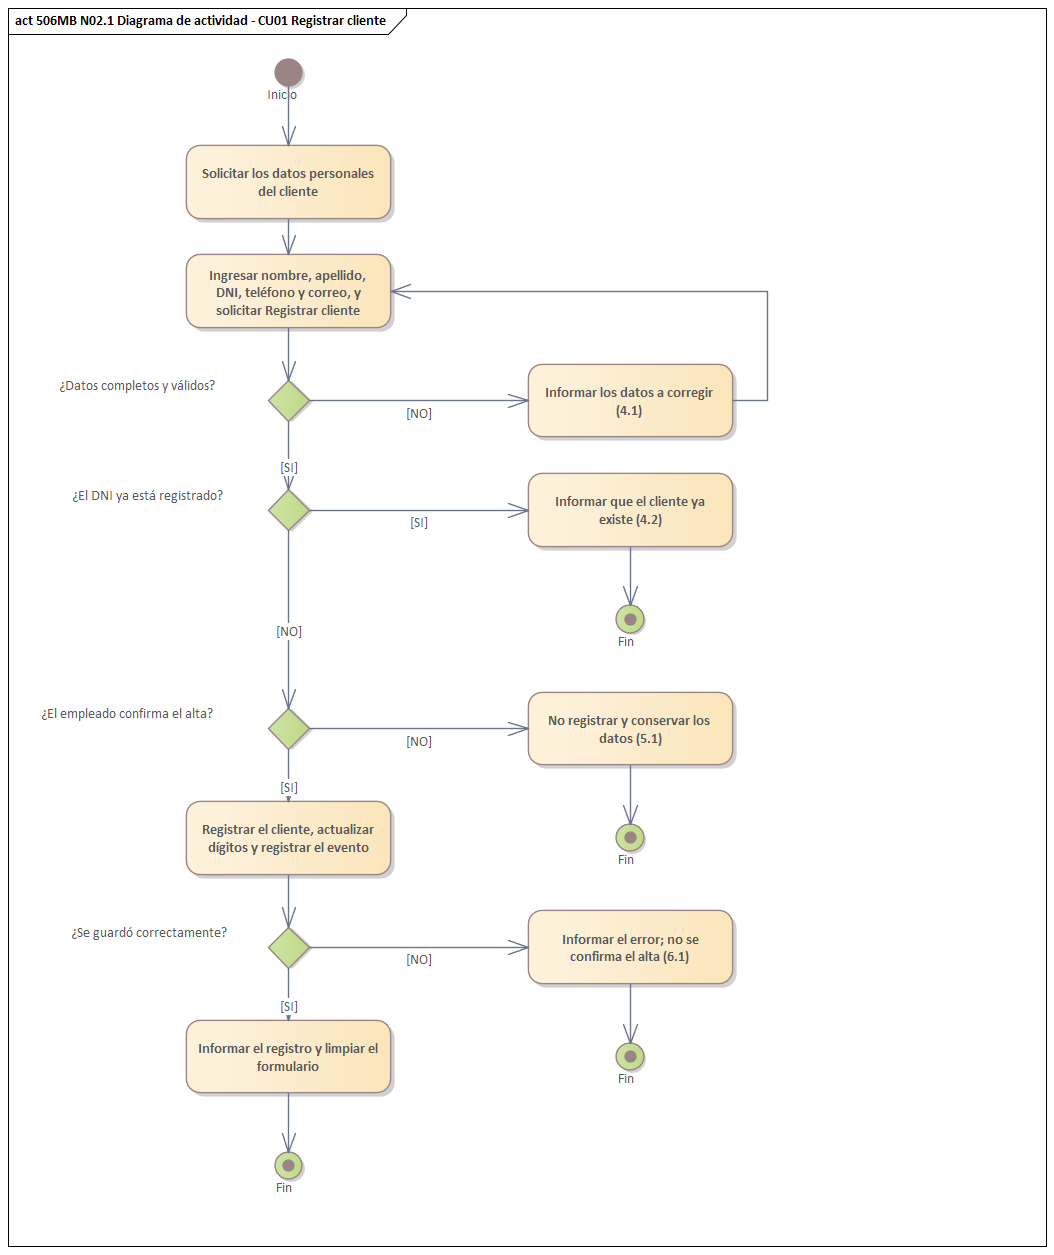 act 506MB N02.1 Diagrama de actividad - CU01 Registrar cliente
Inicio
Solicitar los datos personales
del cliente
Ingresar nombre, apellido,
DNI, teléfono y correo, y
solicitar Registrar cliente
¿Datos completos y válidos?
[NO]
Informar los datos a corregir
(4.1)
[SI]
¿El DNI ya está registrado?
[SI]
Informar que el cliente ya
existe (4.2)
Fin
[NO]
¿El empleado confirma el alta?
[NO]
No registrar y conservar los
datos (5.1)
Fin
[SI]
Registrar el cliente, actualizar
dígitos y registrar el evento
¿Se guardó correctamente?
[NO]
Informar el error; no se
confirma el alta (6.1)
Fin
[SI]
Informar el registro y limpiar el
formulario
Fin